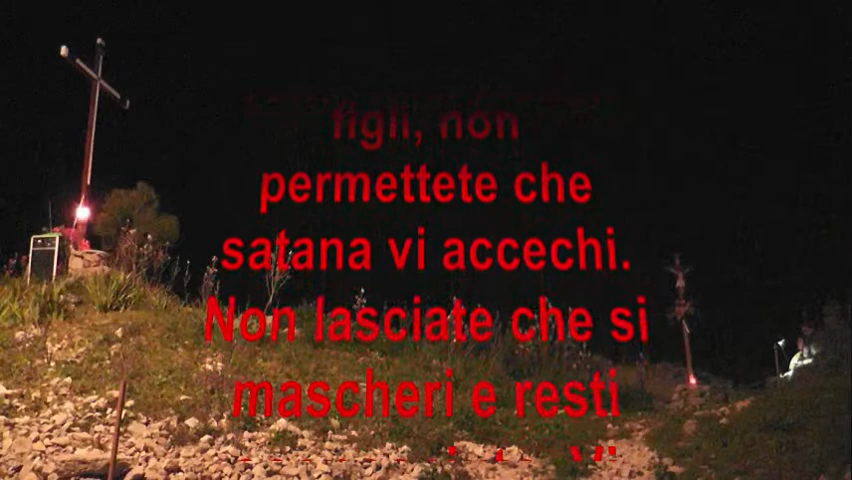 figli, non
permettete che
satana vi accechi.
Non lasciate che si
mascheri e resti